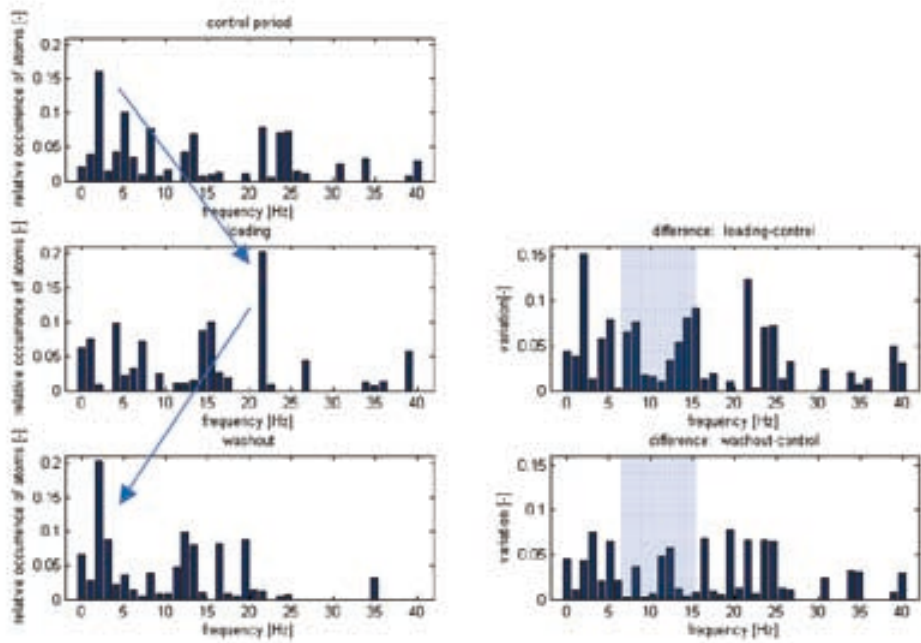 control period
relative occurrence of atoms [-]
0.2
0.15
0.1
0.05
0
0 5 10 15 20 25 30 35 40
frequency [Hz]
loading
relative occurrence of atoms [-]
0.2
0.15
0.1
0.05
0
0 5 10 15 20 25 30 35 40
frequency [Hz]
difference: loading-control
variation[-]
0.15
0.1
0.05
0
0 5 10 15 20 25 30 35 40
frequency [Hz]
washout
relative occurrence of atoms [-]
0.2
0.15
0.1
0.05
0
0 5 10 15 20 25 30 35 40
frequency [Hz]
difference: washout-control
variation [-]
0.15
0.1
0.05
0
0 5 10 15 20 25 30 35 40
frequency [Hz]